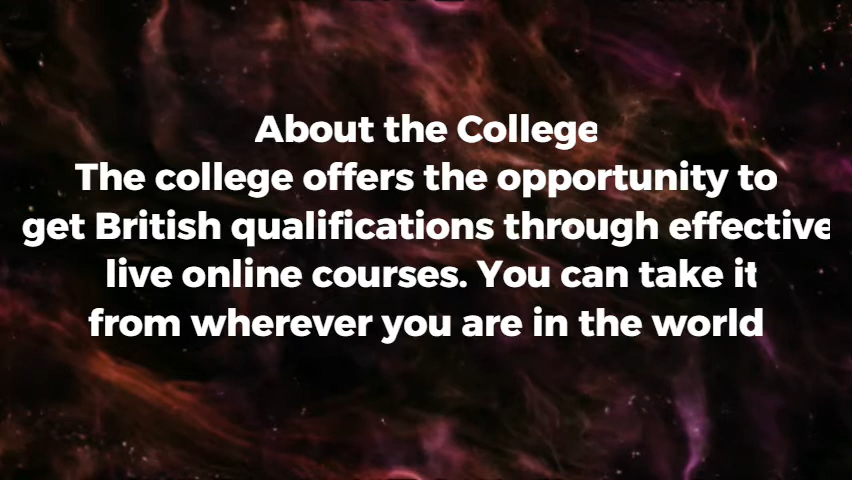 About the College
The college offers the opportunity to
get British qualifications through effective
live online courses. You can take it
from wherever you are in the world